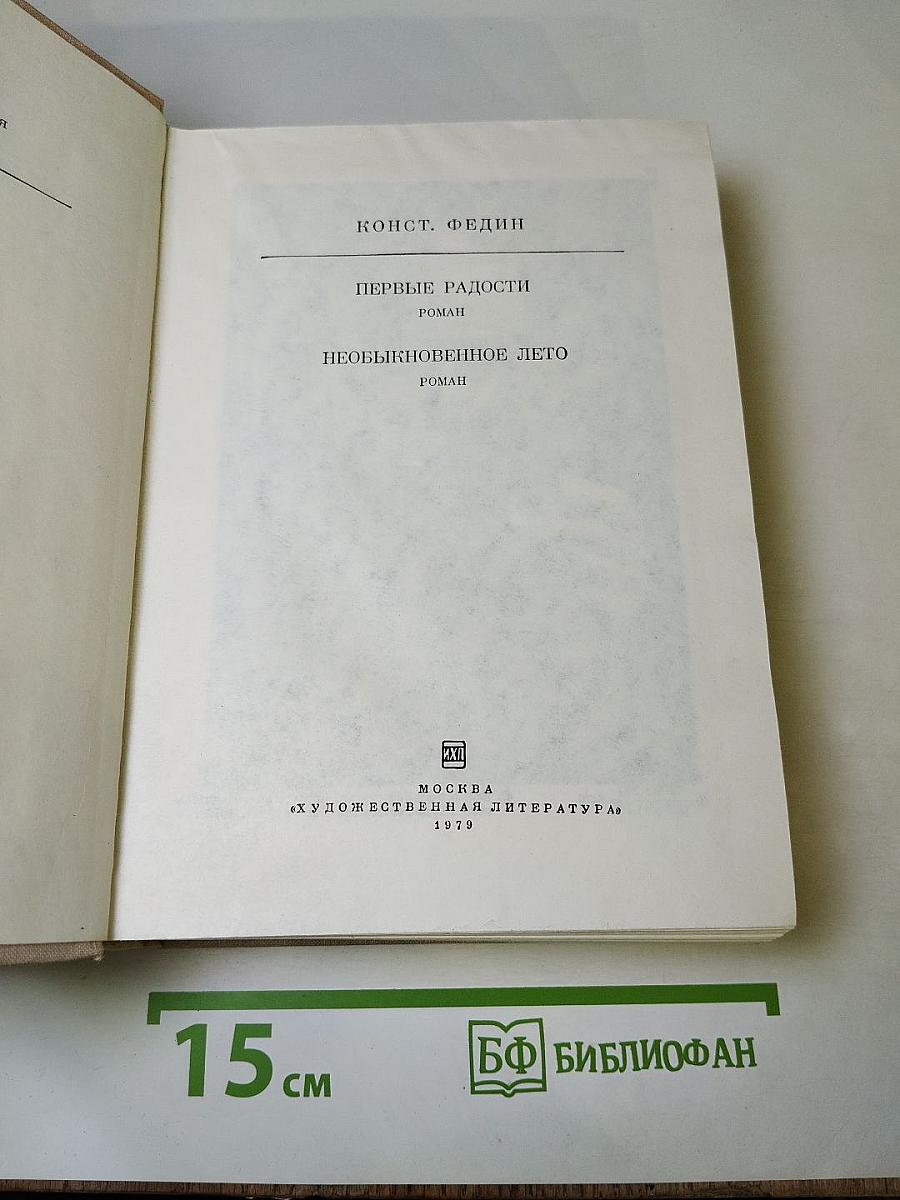 я
КОНСТ. ФЕДИН
ПЕРВЫЕ РАДОСТИ
РОМАН
НЕОБЫКНОВЕННОЕ ЛЕТО
РОМАН
ИХЛ
МОСКВА
«ХУДОЖЕСТВЕННАЯ ЛИТЕРАТУРА»
1979
15 см
БФ БИБЛИОФАН